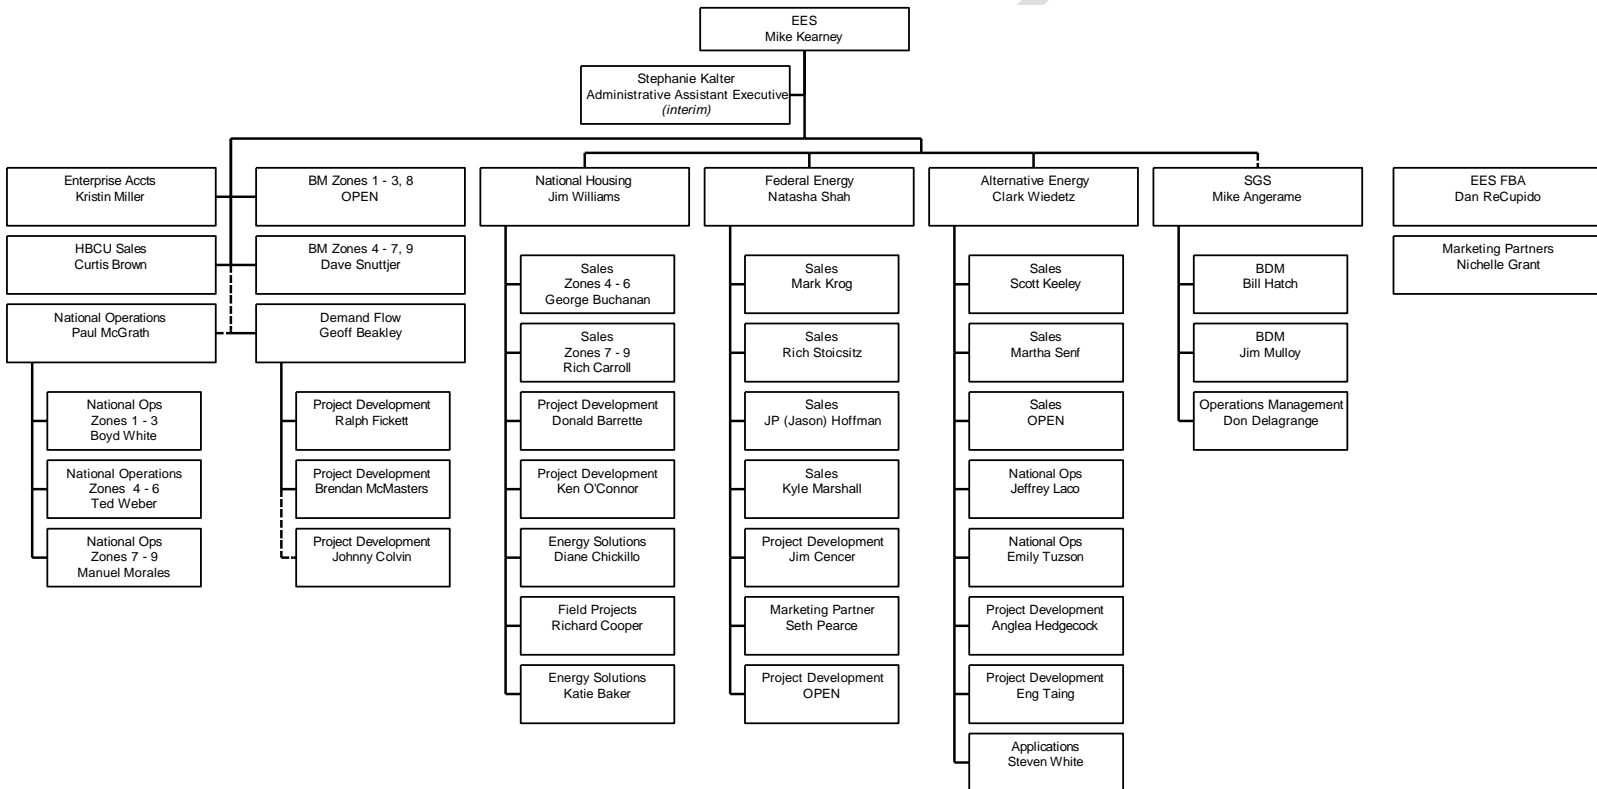 EES
Mike Kearney
Stephanie Kalter
Administrative Assistant Executive
(interim)
Enterprise Accts
Kristin Miller
BM Zones 1 - 3, 8
OPEN
HBCU Sales
Curtis Brown
BM Zones 4 - 7, 9
Dave Snuttjer
National Operations
Paul McGrath
Demand Flow
Geoff Beakley
National Ops
Zones 1 - 3
Boyd White
National Operations
Zones 4 - 6
Ted Weber
National Ops
Zones 7 - 9
Manuel Morales
Project Development
Ralph Fickett
Project Development
Brendan McMasters
Project Development
Johnny Colvin
National Housing
Jim Williams
Sales
Zones 4 - 6
George Buchanan
Sales
Zones 7 - 9
Rich Carroll
Project Development
Donald Barrette
Project Development
Ken O'Connor
Energy Solutions
Diane Chickillo
Field Projects
Richard Cooper
Energy Solutions
Katie Baker
Federal Energy
Natasha Shah
Sales
Mark Krog
Sales
Rich Stoicsitz
Sales
JP (Jason) Hoffman
Sales
Kyle Marshall
Project Development
Jim Cencer
Marketing Partner
Seth Pearce
Project Development
OPEN
Alternative Energy
Clark Wiedetz
Sales
Scott Keeley
Sales
Martha Senf
Sales
OPEN
National Ops
Jeffrey Laco
National Ops
Emily Tuzson
Project Development
Anglea Hedgecock
Project Development
Eng Taing
Applications
Steven White
SGS
Mike Angerame
BDM
Bill Hatch
BDM
Jim Mulloy
Operations Management
Don Delagrange
EES FBA
Dan ReCupido
Marketing Partners
Nichelle Grant